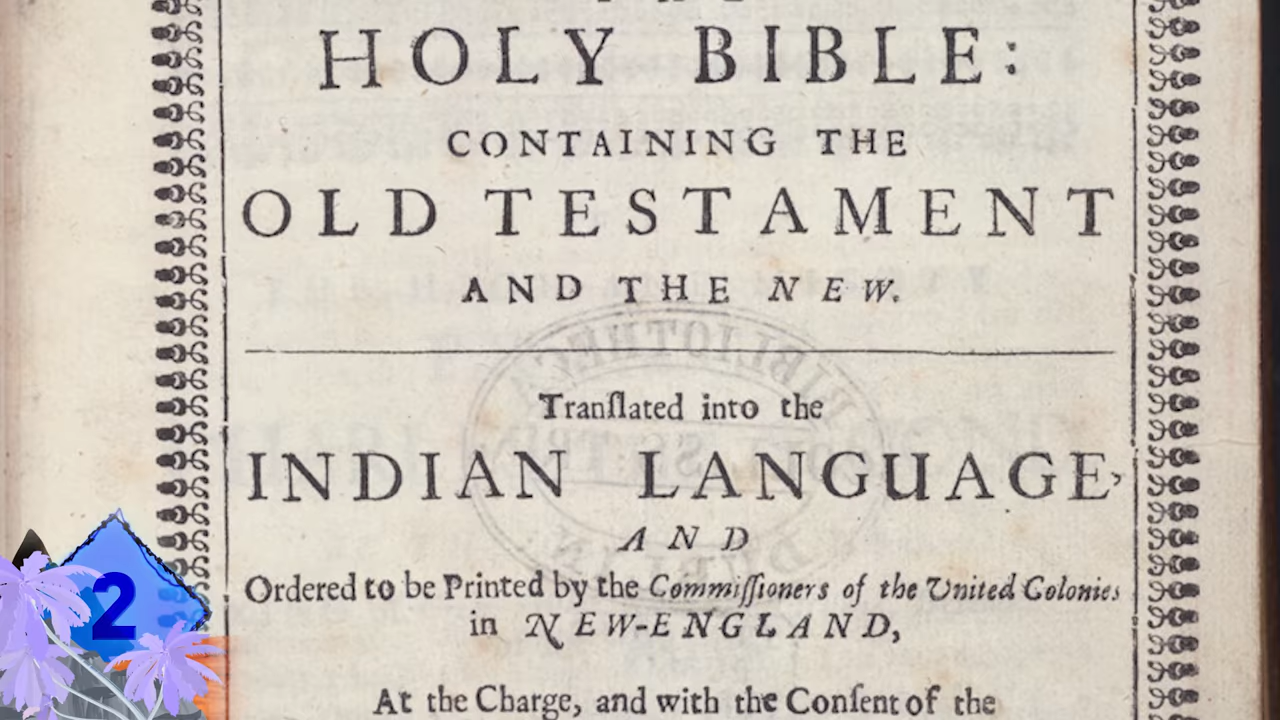 HOLY BIBLE:
CONTAINING THE
OLD TESTAMENT
AND THE NEW.
Tranſlated into the
INDIAN LANGUAGE,
AND
Ordered to be Printed by the Commiſſioners of the United Colonies
in NEW-ENGLAND,
At the Charge, and with the Conſent of the
2